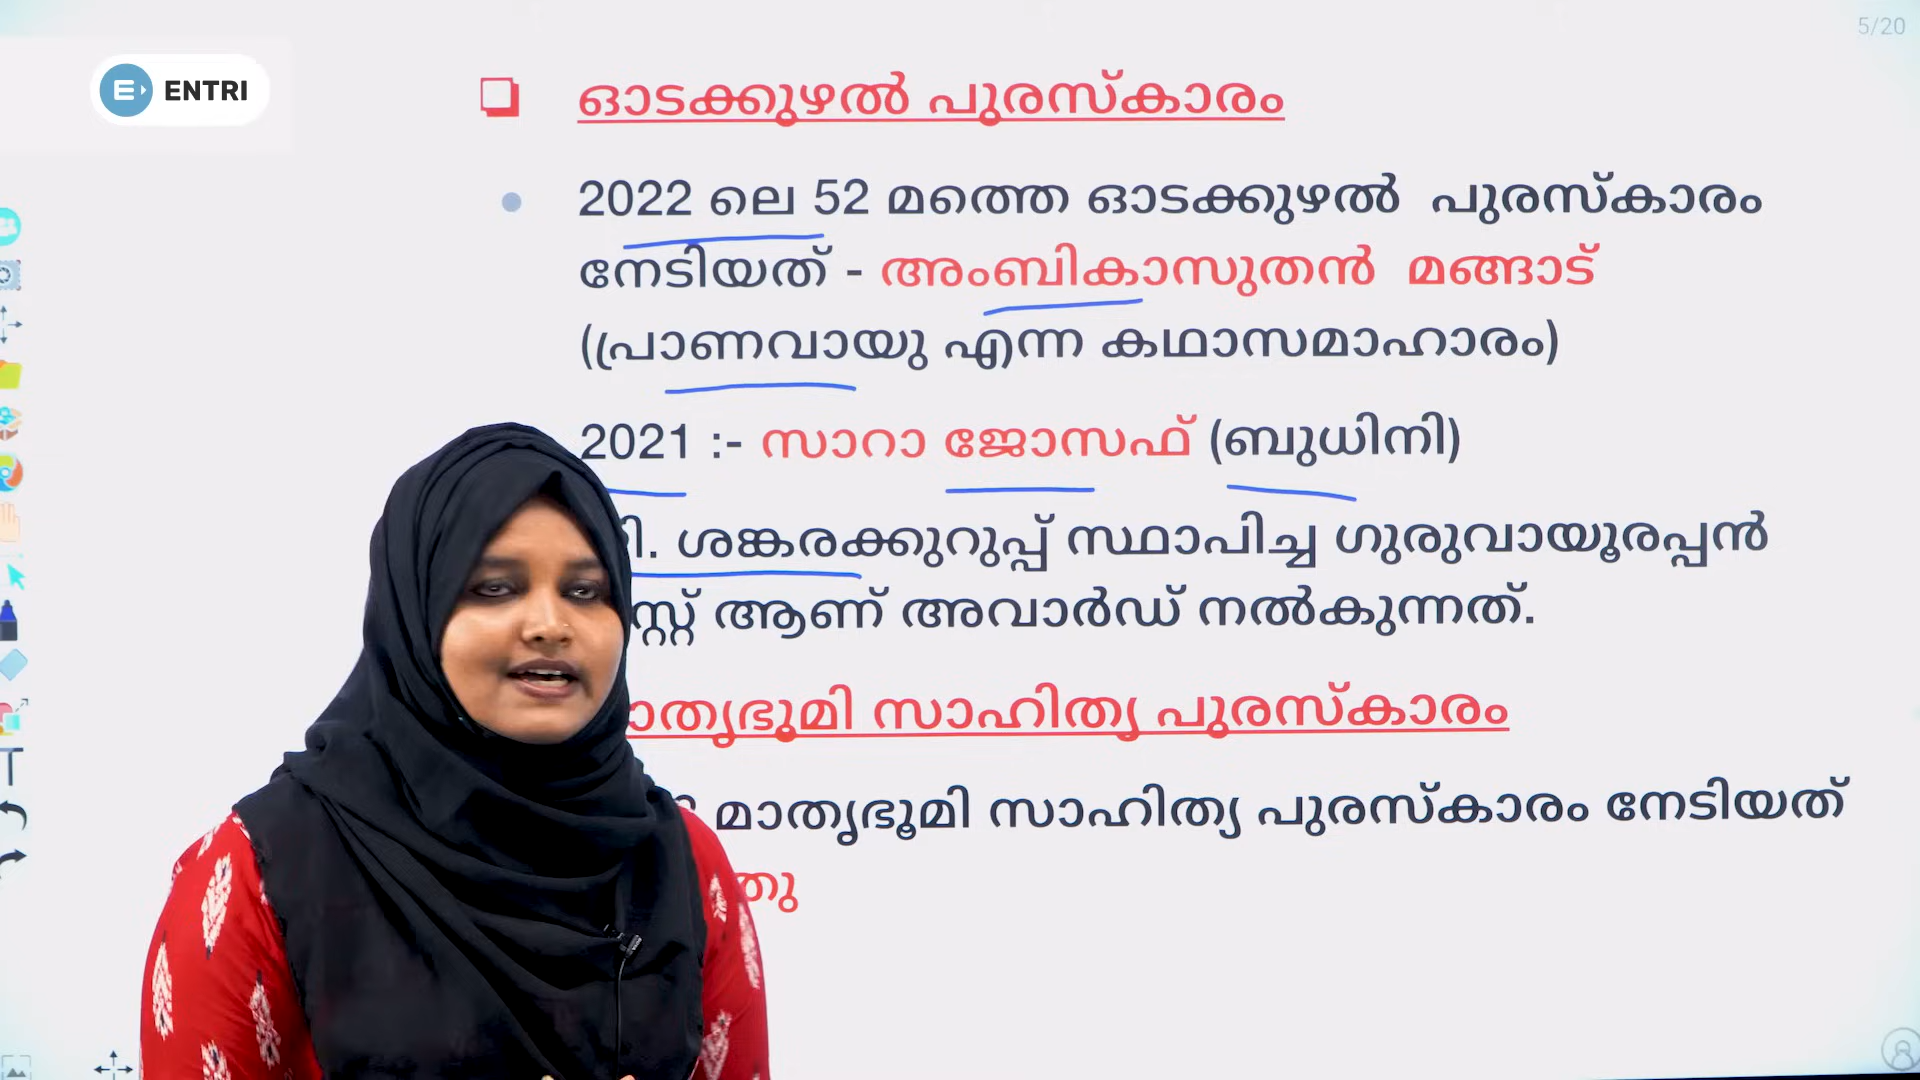 5/20
ENTRI
ഓടക്കുഴൽ പുരസ്കാരം
2022 ലെ 52 മത്തെ ഓടക്കുഴൽ പുരസ്കാരം
നേടിയത് - അംബികാസുതൻ മങ്ങാട്
(പ്രാണവായു എന്ന കഥാസമാഹാരം)
2021 :- സാറാ ജോസഫ് (ബുധിനി)
ശങ്കരക്കുറുപ്പ് സ്ഥാപിച്ച ഗുരുവായൂരപ്പൻ
ആണ് അവാർഡ് നൽകുന്നത്.
സാഹിത്യ പുരസ്കാരം
മാതൃഭൂമി സാഹിത്യ പുരസ്കാരം നേടിയത്